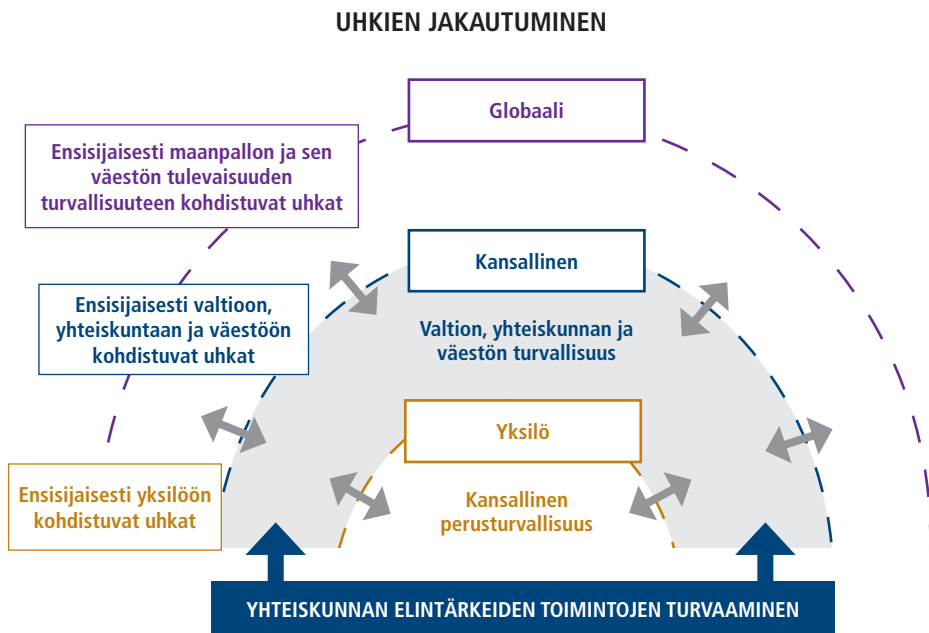 UHKIEN JAKAUTUMINEN
Globaali
Ensisijaisesti maanpallon ja sen
väestön tulevaisuuden
turvallisuuteen kohdistuvat uhkat
Kansallinen
Ensisijaisesti valtioon,
yhteiskuntaan ja väestöön
kohdistuvat uhkat
Valtion, yhteiskunnan ja
väestön turvallisuus
Yksilö
Ensisijaisesti yksilöön
kohdistuvat uhkat
Kansallinen
perusturvallisuus
YHTEISKUNNAN ELINTÄRKEIDEN TOIMINTOJEN TURVAAMINEN